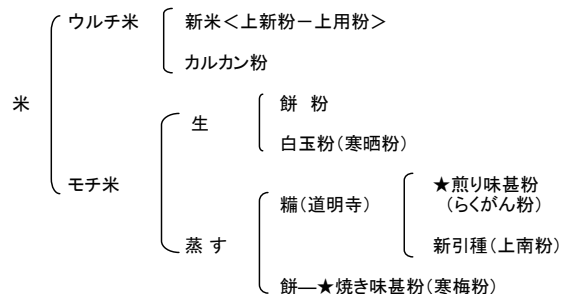 米
ウルチ米
新米＜上新粉－上用粉＞
カルカン粉
モチ米
生
餅 粉
白玉粉(寒晒粉)
蒸 す
糒(道明寺)
★煎り味甚粉
(らくがん粉)
新引種(上南粉)
餅―★焼き味甚粉(寒梅粉)